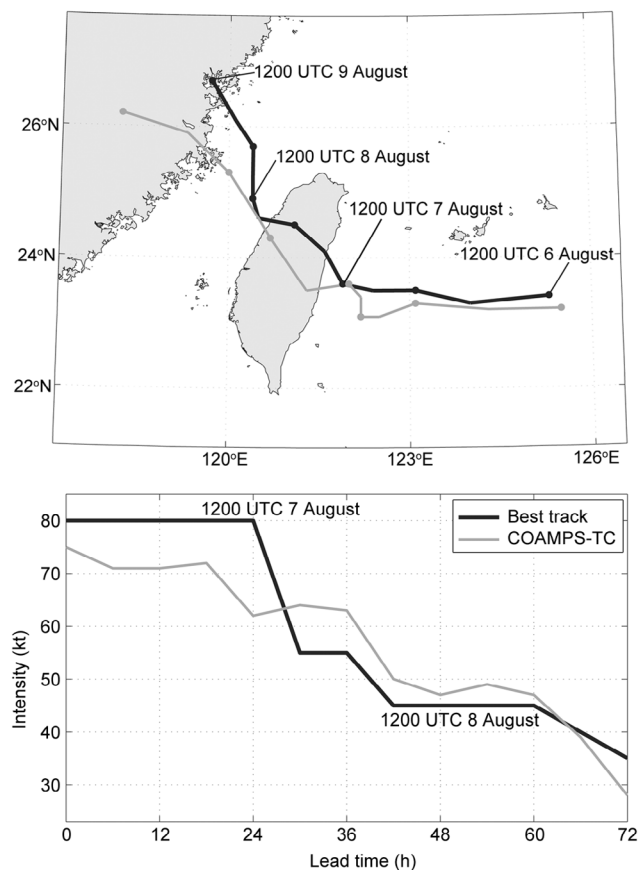 1200 UTC 9 August
26°N
1200 UTC 8 August
1200 UTC 7 August
24°N
1200 UTC 6 August
22°N
120°E
123°E
126°E
80
1200 UTC 7 August
Best track
COAMPS-TC
70
60
Intensity (kt)
50
1200 UTC 8 August
40
30
0
12
24
36
48
60
72
Lead time (h)